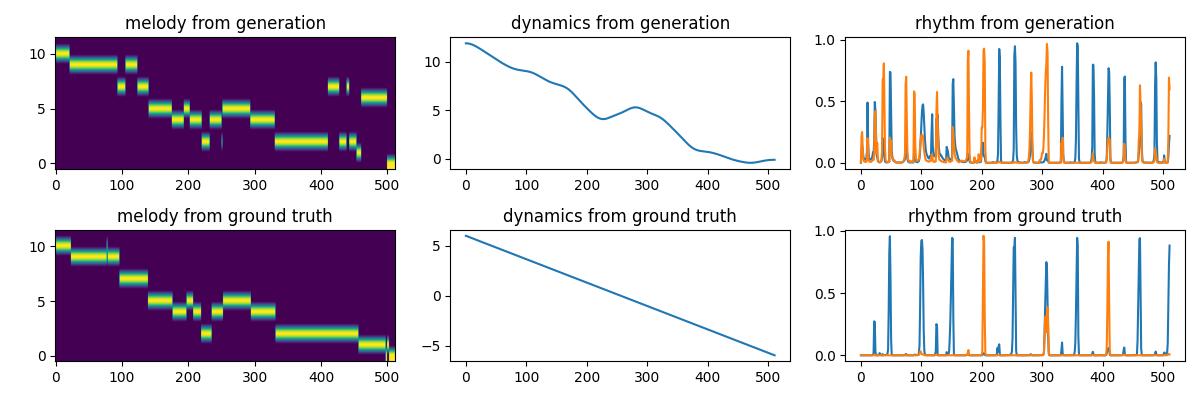 melody from generation
dynamics from generation
rhythm from generation
10
5
0
0 100 200 300 400 500
10
5
0
0 100 200 300 400 500
1.0
0.5
0.0
0 100 200 300 400 500
melody from ground truth
dynamics from ground truth
rhythm from ground truth
10
5
0
0 100 200 300 400 500
5
0
−5
0 100 200 300 400 500
1.0
0.5
0.0
0 100 200 300 400 500